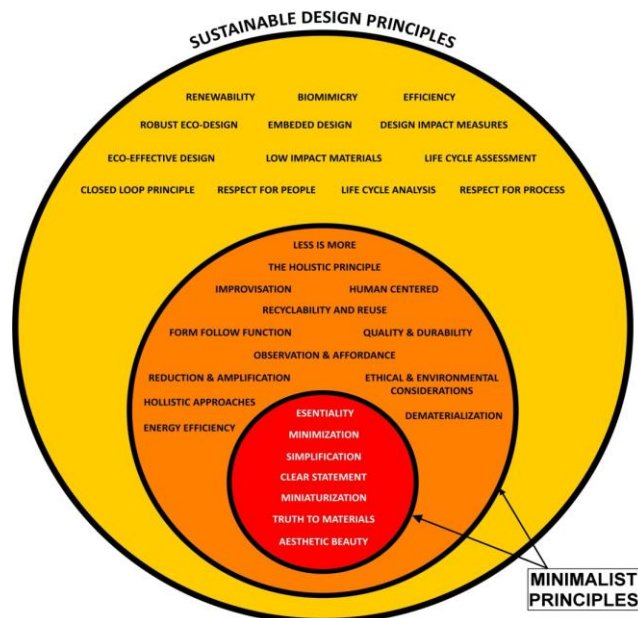 SUSTAINABLE DESIGN PRINCIPLES
RENEWABILITY BIOMIMICRY EFFICIENCY
ROBUST ECO-DESIGN EMBEDED DESIGN DESIGN IMPACT MEASURES
ECO-EFFECTIVE DESIGN LOW IMPACT MATERIALS LIFE CYCLE ASSESSMENT
CLOSED LOOP PRINCIPLE RESPECT FOR PEOPLE LIFE CYCLE ANALYSIS RESPECT FOR PROCESS
LESS IS MORE
THE HOLISTIC PRINCIPLE
IMPROVISATION HUMAN CENTERED
RECYCLABILITY AND REUSE
FORM FOLLOW FUNCTION QUALITY & DURABILITY
OBSERVATION & AFFORDANCE
REDUCTION & AMPLIFICATION ETHICAL & ENVIRONMENTAL
CONSIDERATIONS
HOLLISTIC APPROACHES
DEMATERIALIZATION
ENERGY EFFICIENCY
ESENTIALITY
MINIMIZATION
SIMPLIFICATION
CLEAR STATEMENT
MINIATURIZATION
TRUTH TO MATERIALS
AESTHETIC BEAUTY
MINIMALIST
PRINCIPLES